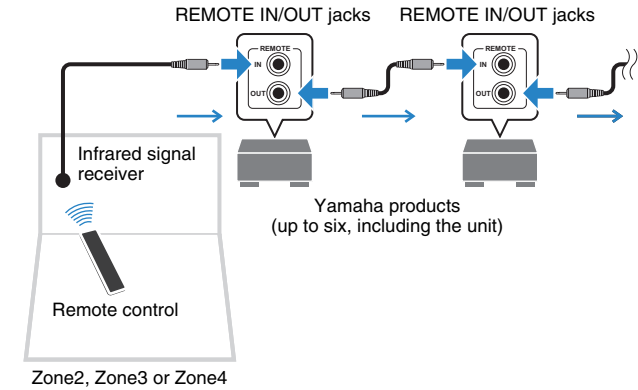 REMOTE IN/OUT jacks
REMOTE IN/OUT jacks
REMOTE
IN
OUT
REMOTE
IN
OUT
Infrared signal
receiver
Yamaha products
(up to six, including the unit)
Remote control
Zone2, Zone3 or Zone4